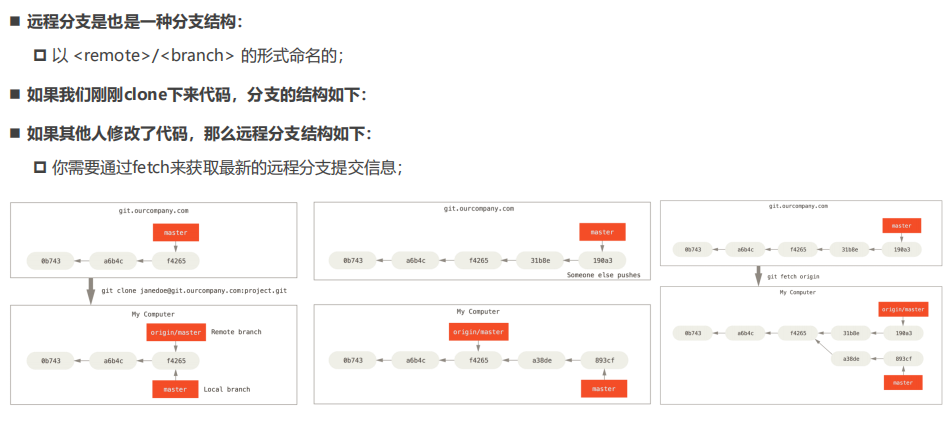 远程分支是也是一种分支结构：
以 <remote>/<branch> 的形式命名的；
如果我们刚刚clone下来代码，分支的结构如下：
如果其他人修改了代码，那么远程分支结构如下：
你需要通过fetch来获取最新的远程分支提交信息；
git.ourcompany.com
master
0b743 a6b4c f4265
git clone janedoe@git.ourcompany.com:project.git
My Computer
origin/master Remote branch
0b743 a6b4c f4265
master Local branch
git.ourcompany.com
master
0b743 a6b4c f4265 31b8e 190a3
Someone else pushes
My Computer
origin/master
0b743 a6b4c f4265 a38de 893cf
master
git.ourcompany.com
master
0b743 a6b4c f4265 31b8e 190a3
git fetch origin
My Computer
origin/master
0b743 a6b4c f4265 31b8e 190a3
a38de 893cf
master